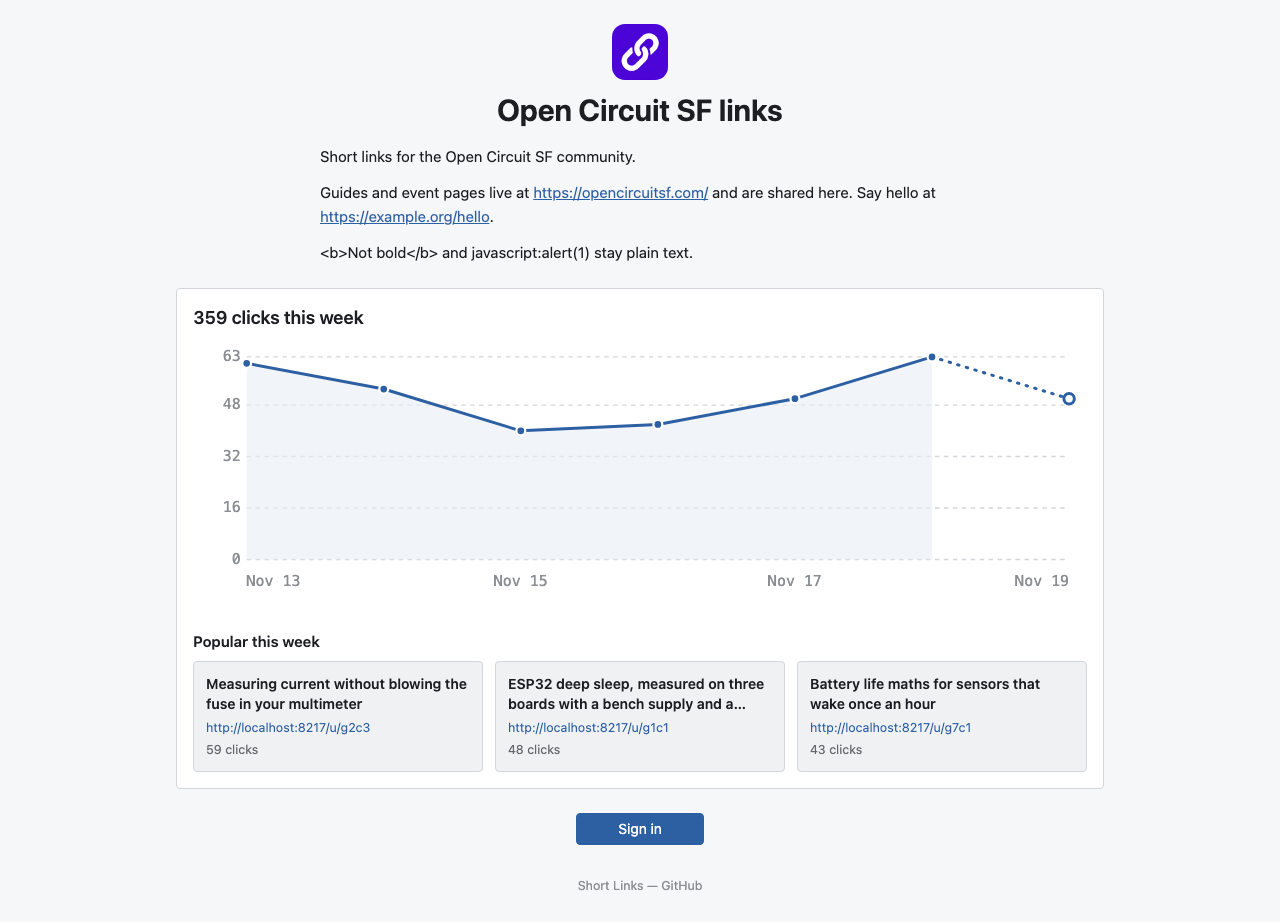 Open Circuit SF links
Short links for the Open Circuit SF community.
Guides and event pages live at https://opencircuitsf.com/ and are shared here. Say hello at
https://example.org/hello.
<b>Not bold</b> and javascript:alert(1) stay plain text.
359 clicks this week
63
48
32
16
0
Nov 13
Nov 15
Nov 17
Nov 19
Popular this week
Measuring current without blowing the
fuse in your multimeter
http://localhost:8217/u/g2c3
59 clicks
ESP32 deep sleep, measured on three
boards with a bench supply and a...
http://localhost:8217/u/g1c1
48 clicks
Battery life maths for sensors that
wake once an hour
http://localhost:8217/u/g7c1
43 clicks
Sign in
Short Links — GitHub